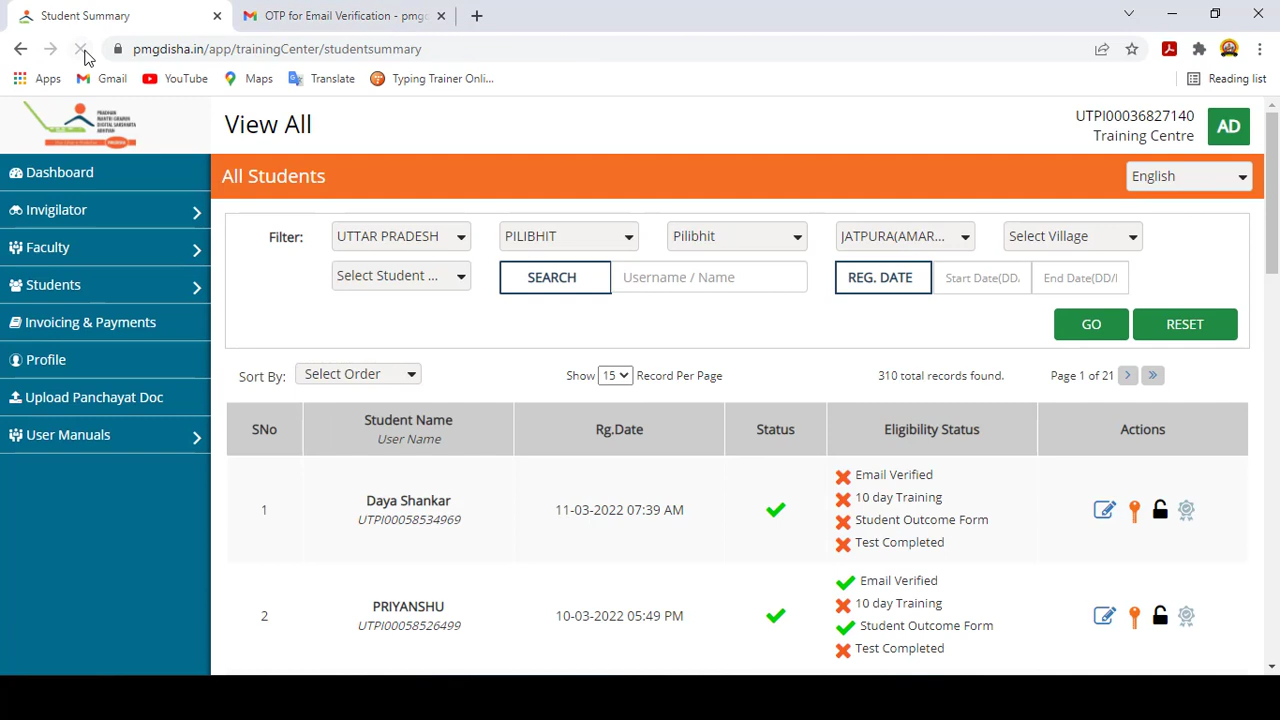 Student Summary
OTP for Email Verification - pmgd
pmgdisha.in/app/trainingCenter/studentsummary
Apps
Gmail
YouTube
Maps
Translate
Typing Trainer Onli...
Reading list
PRADHAN
MANTRI GRAMIN
DIGITAL SAKSHARTA
ABHIYAN
View All
UTPI00036827140
Training Centre
AD
Dashboard
Invigilator
Faculty
Students
Invoicing & Payments
Profile
Upload Panchayat Doc
User Manuals
All Students
English
Filter:
UTTAR PRADESH
PILIBHIT
Pilibhit
JATPURA(AMAR...
Select Village
Select Student ...
SEARCH
Username / Name
REG. DATE
Start Date(DD.
End Date(DD/I
GO
RESET
Sort By:
Select Order
Show 15 Record Per Page
310 total records found.
Page 1 of 21
SNo
Student Name
User Name
Rg.Date
Status
Eligibility Status
Actions
1
Daya Shankar
UTPI00058534969
11-03-2022 07:39 AM
Email Verified
10 day Training
Student Outcome Form
Test Completed
2
PRIYANSHU
UTPI00058526499
10-03-2022 05:49 PM
Email Verified
10 day Training
Student Outcome Form
Test Completed